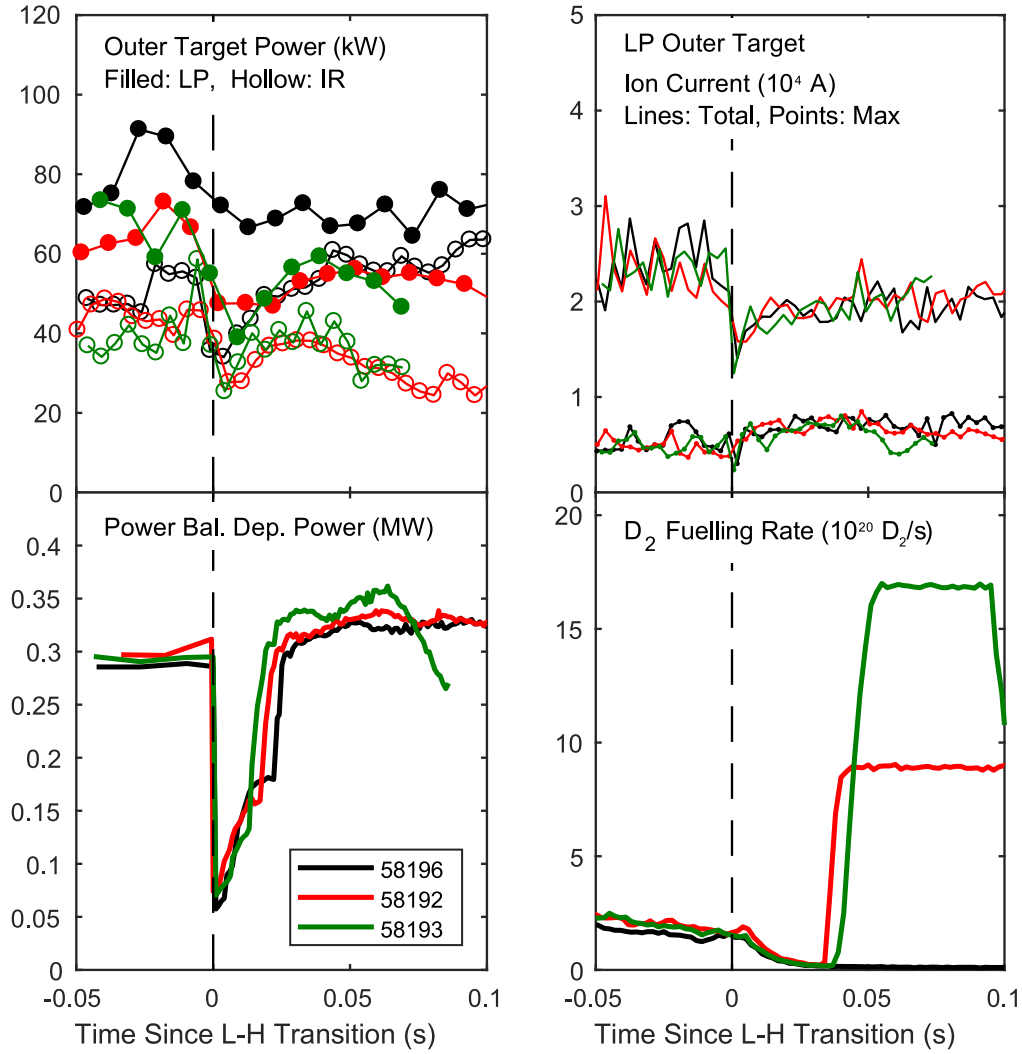 120
100
80
60
40
20
0
Outer Target Power (kW)
Filled: LP, Hollow: IR
5
4
3
2
1
0
LP Outer Target
Ion Current (10⁴ A)
Lines: Total, Points: Max
0.4
0.35
0.3
0.25
0.2
0.15
0.1
0.05
0
Power Bal. Dep. Power (MW)
58196
58192
58193
-0.05 0 0.05 0.1
Time Since L-H Transition (s)
20
15
10
5
0
D₂ Fuelling Rate (10²⁰ D₂/s)
-0.05 0 0.05 0.1
Time Since L-H Transition (s)